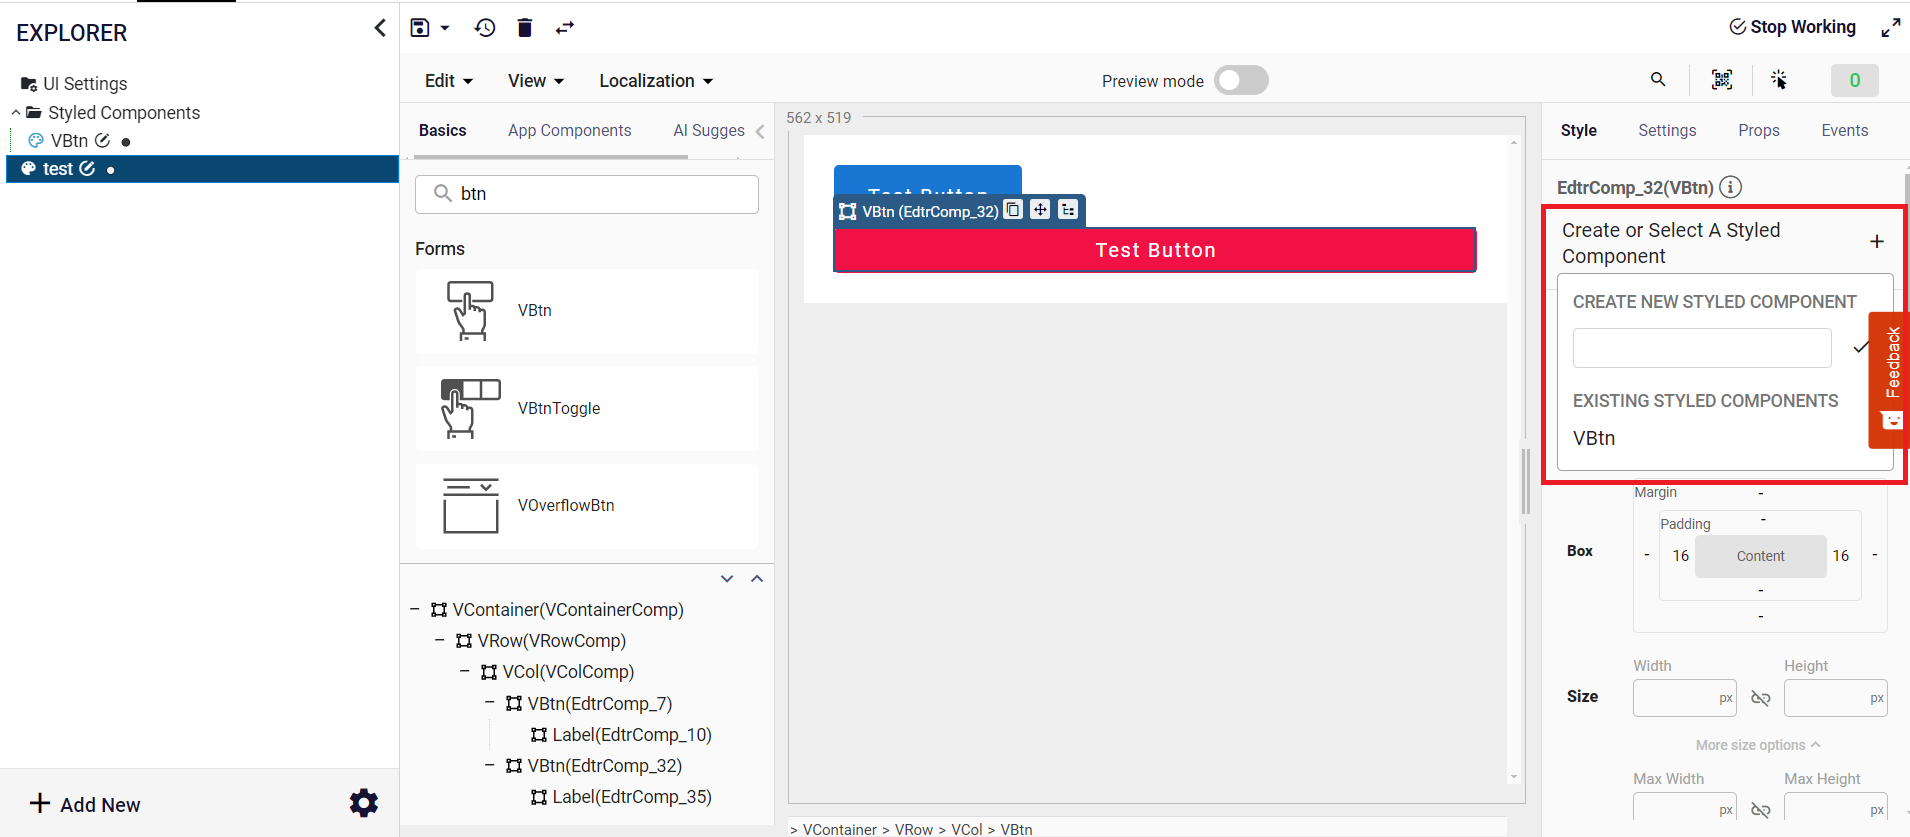 EXPLORER
UI Settings
Styled Components
VBtn
test
Add New
Stop Working
Edit
View
Localization
Preview mode
0
Basics
App Components
AI Sugges
btn
Forms
VBtn
VBtnToggle
VOverflowBtn
VContainer(VContainerComp)
VRow(VRowComp)
VCol(VColComp)
VBtn(EdtrComp_7)
Label(EdtrComp_10)
VBtn(EdtrComp_32)
Label(EdtrComp_35)
562 x 519
Test Button
VBtn (EdtrComp_32)
Test Button
> VContainer > VRow > VCol > VBtn
Style
Settings
Props
Events
EdtrComp_32(VBtn)
Create or Select A Styled
Component
CREATE NEW STYLED COMPONENT
EXISTING STYLED COMPONENTS
VBtn
Feedback
Margin
-
Padding
-
Box
-
16
Content
16
-
-
-
Width
Height
Size
px
px
More size options
Max Width
Max Height
px
px